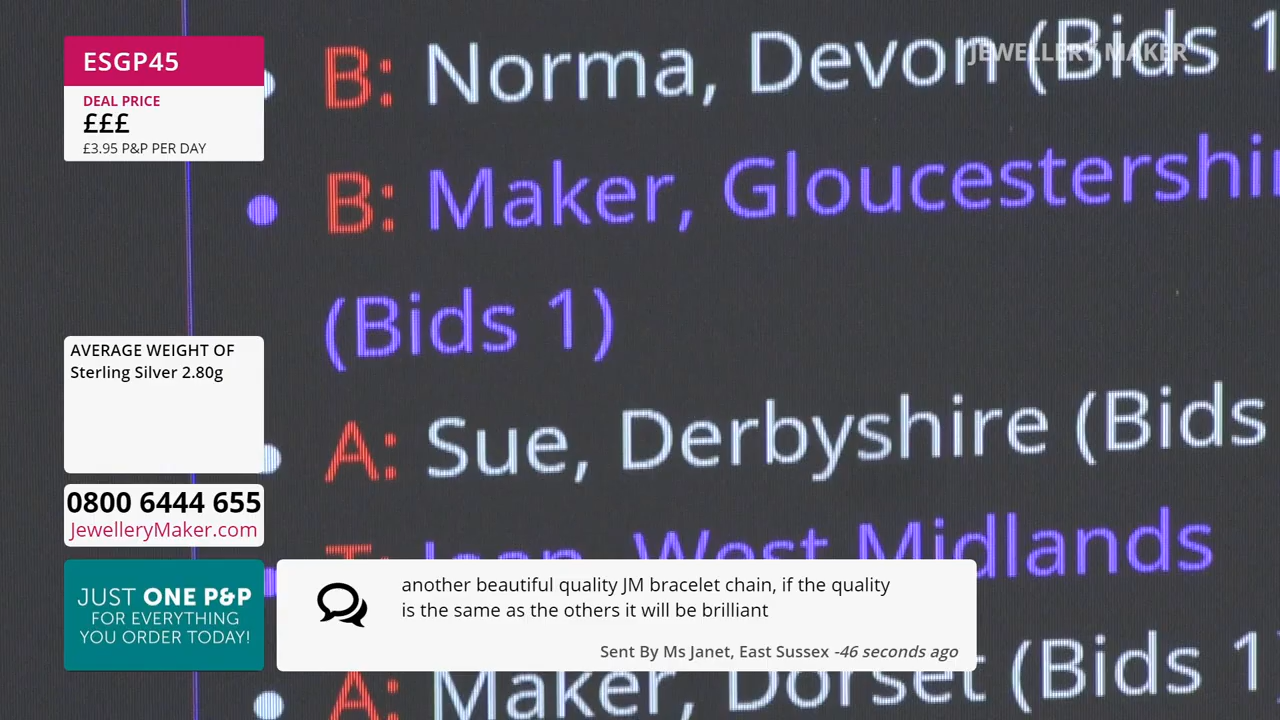 ESGP45
DEAL PRICE
£££
£3.95 P&P PER DAY
JEWELLERY MAKER
B: Norma, Devon (Bids 1
B: Maker, Gloucestershi
(Bids 1)
A: Sue, Derbyshire (Bids
West Midlands
A: Maker, Dorset (Bids 1
AVERAGE WEIGHT OF
Sterling Silver 2.80g
0800 6444 655
JewelleryMaker.com
JUST ONE P&P
FOR EVERYTHING
YOU ORDER TODAY!
another beautiful quality JM bracelet chain, if the quality
is the same as the others it will be brilliant
Sent By Ms Janet, East Sussex -46 seconds ago